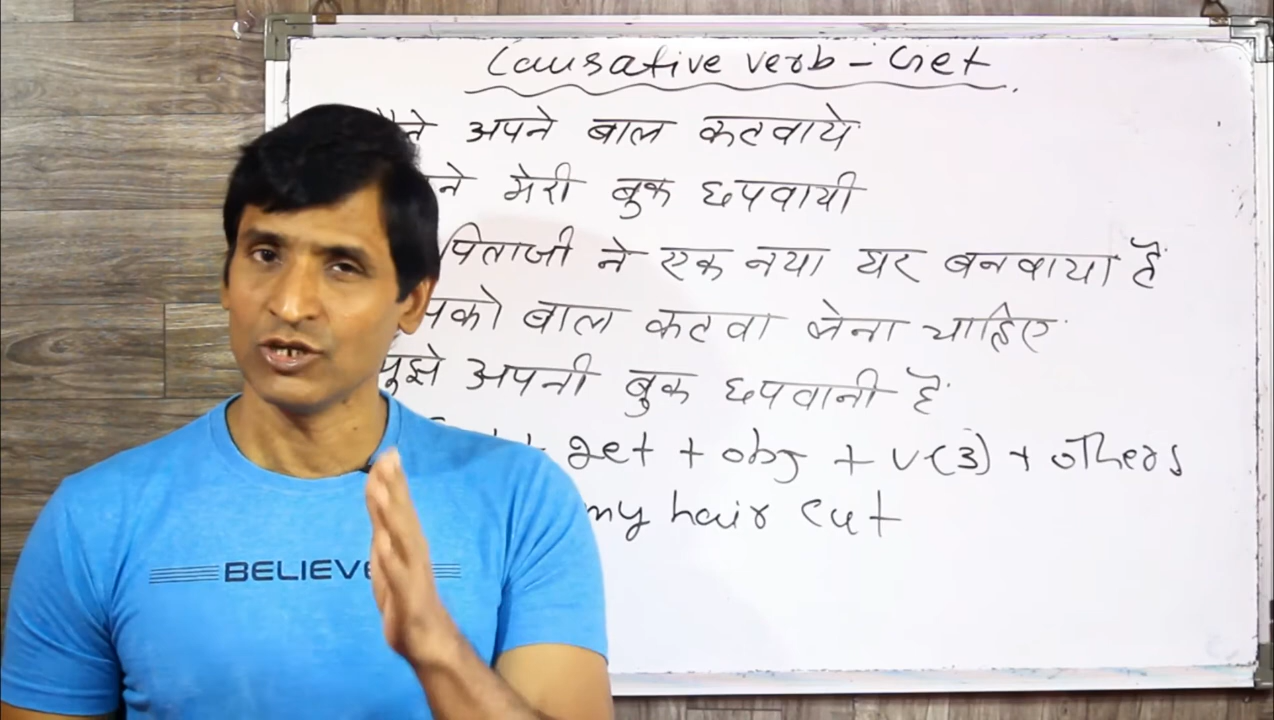 Causative verb - Get
अपने बाल कटवाये
मेरी बुक छपवायी
पिताजी ने एक नया घर बनवाया है
बाल कटवा लेना चाहिए
मुझे अपनी बुक छपवानी है
get + obj + V(3) + others
my hair cut
BELIEVE